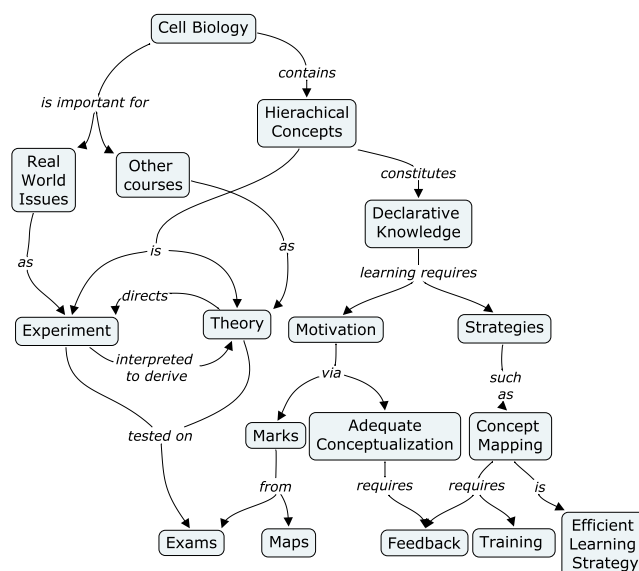 Cell Biology
contains
is important for
Hierachical
Concepts
Real
World
Issues
Other
courses
constitutes
Declarative
Knowledge
as
is
as
learning requires
directs
Experiment
Theory
Motivation
Strategies
interpreted
to derive
via
such
as
tested on
Marks
Adequate
Conceptualization
Concept
Mapping
from
requires
requires
is
Exams
Maps
Feedback
Training
Efficient
Learning
Strategy